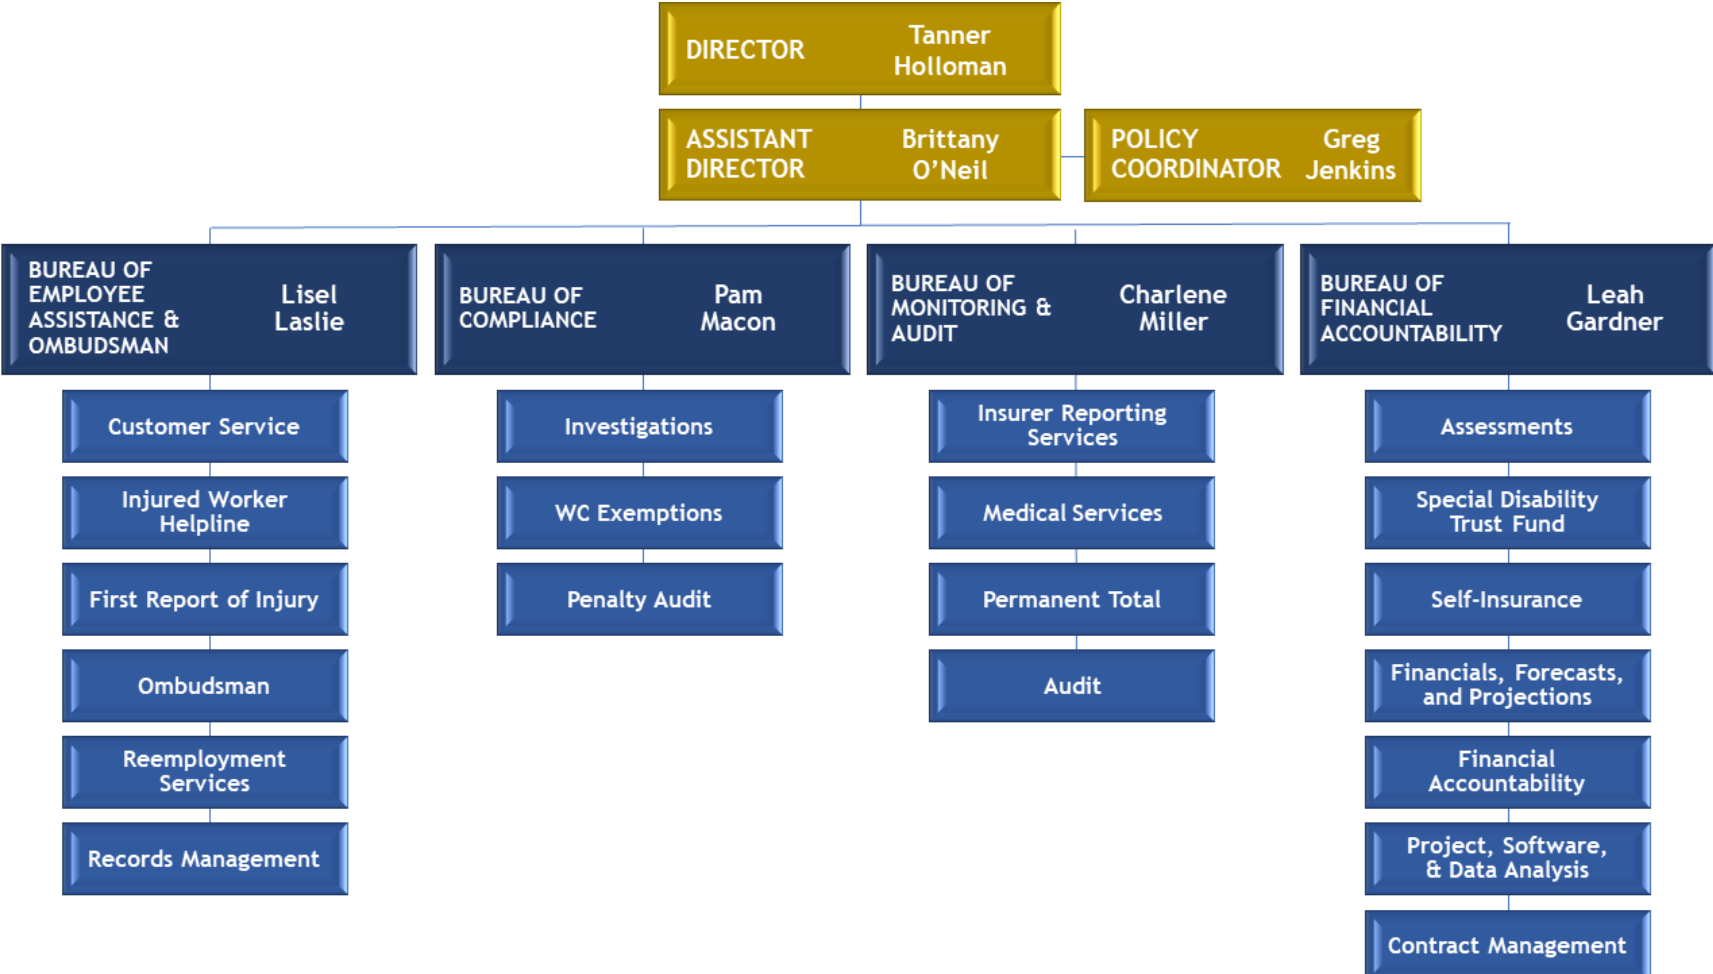 DIRECTOR
Tanner
Holloman
ASSISTANT
DIRECTOR
Brittany
O’Neil
POLICY
COORDINATOR
Greg
Jenkins
BUREAU OF
EMPLOYEE
ASSISTANCE &
OMBUDSMAN
Lisel
Laslie
BUREAU OF
COMPLIANCE
Pam
Macon
BUREAU OF
MONITORING &
AUDIT
Charlene
Miller
BUREAU OF
FINANCIAL
ACCOUNTABILITY
Leah
Gardner
Customer Service
Injured Worker
Helpline
First Report of Injury
Ombudsman
Reemployment
Services
Records Management
Investigations
WC Exemptions
Penalty Audit
Insurer Reporting
Services
Medical Services
Permanent Total
Audit
Assessments
Special Disability
Trust Fund
Self-Insurance
Financials, Forecasts,
and Projections
Financial
Accountability
Project, Software,
& Data Analysis
Contract Management